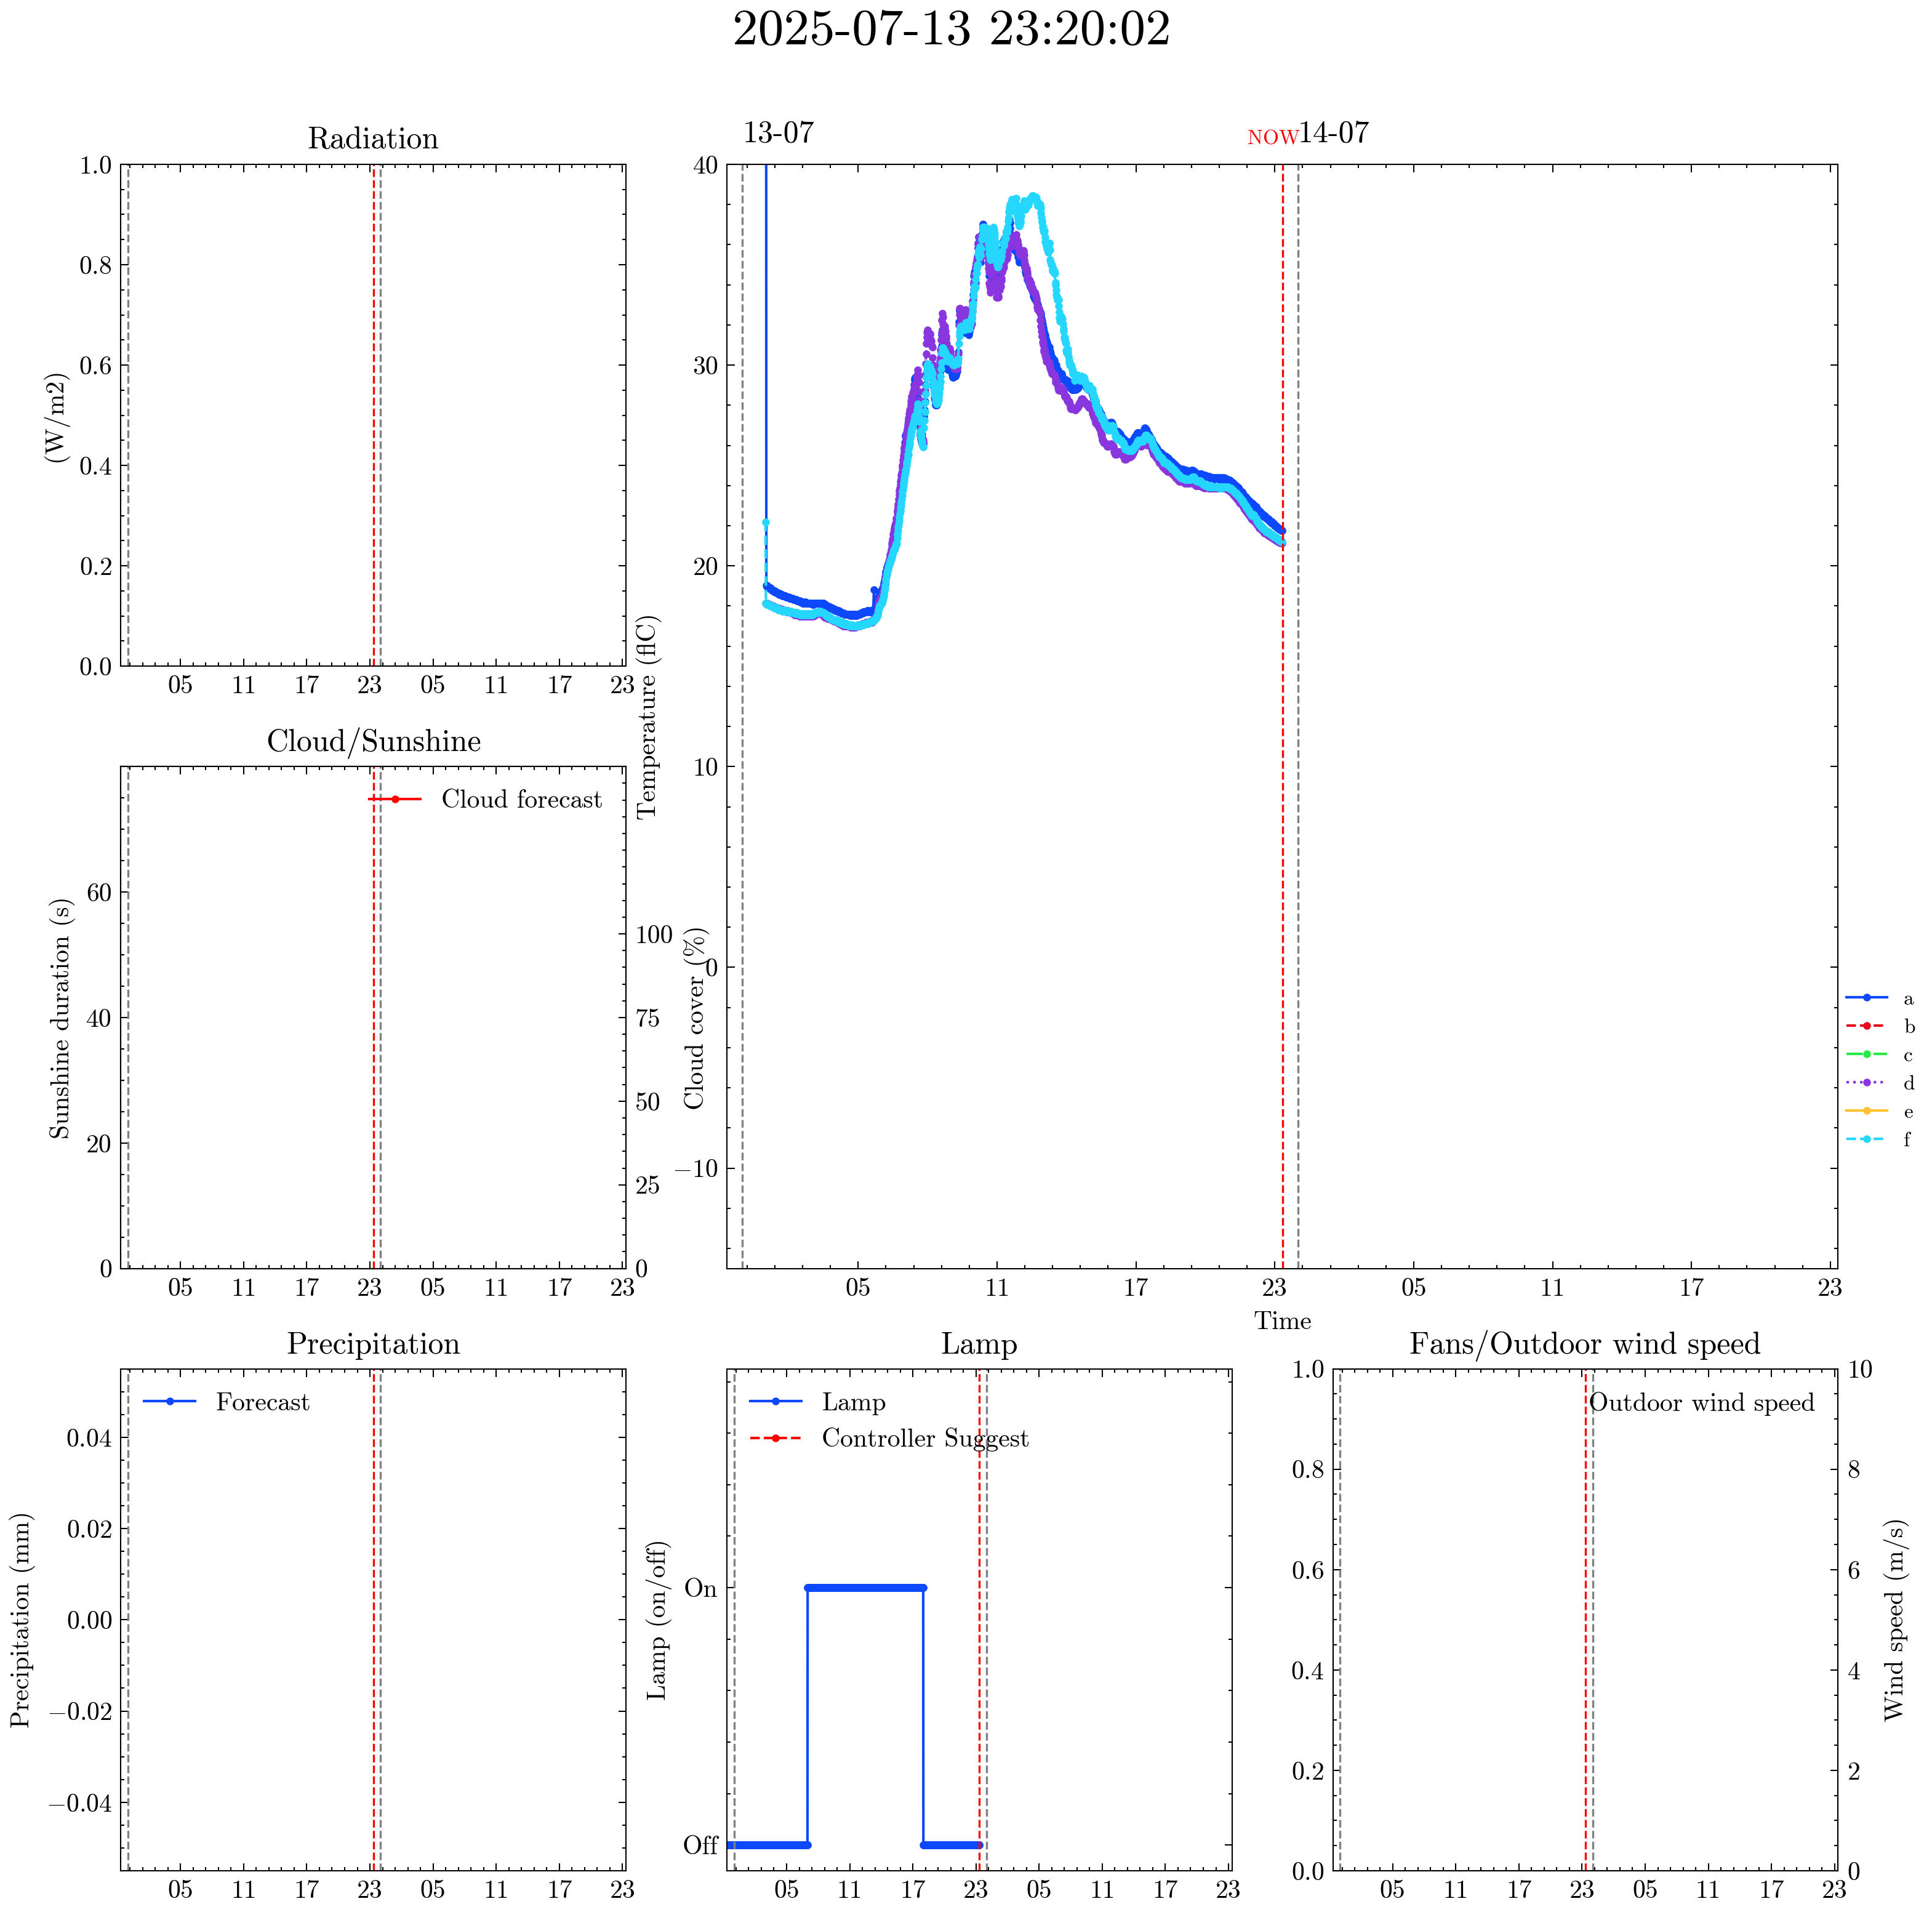 2025-07-13 23:20:02
Radiation
1.0
0.8
0.6
0.4
0.2
0.0
(W/m2)
05 11 17 23 05 11 17 23
13-07 NOW 14-07
40
30
20
10
0
−10
Temperature (flC)
05 11 17 23 05 11 17 23
Time
a
b
c
d
e
f
Cloud/Sunshine
Cloud forecast
60
40
20
0
Sunshine duration (s)
100
75
50
25
0
Cloud cover (%)
05 11 17 23 05 11 17 23
Precipitation
Forecast
0.04
0.02
0.00
−0.02
−0.04
Precipitation (mm)
05 11 17 23 05 11 17 23
Lamp
Lamp
Controller Suggest
On
Off
Lamp (on/off)
05 11 17 23 05 11 17 23
Fans/Outdoor wind speed
Outdoor wind speed
1.0
0.8
0.6
0.4
0.2
0.0
10
8
6
4
2
0
Wind speed (m/s)
05 11 17 23 05 11 17 23